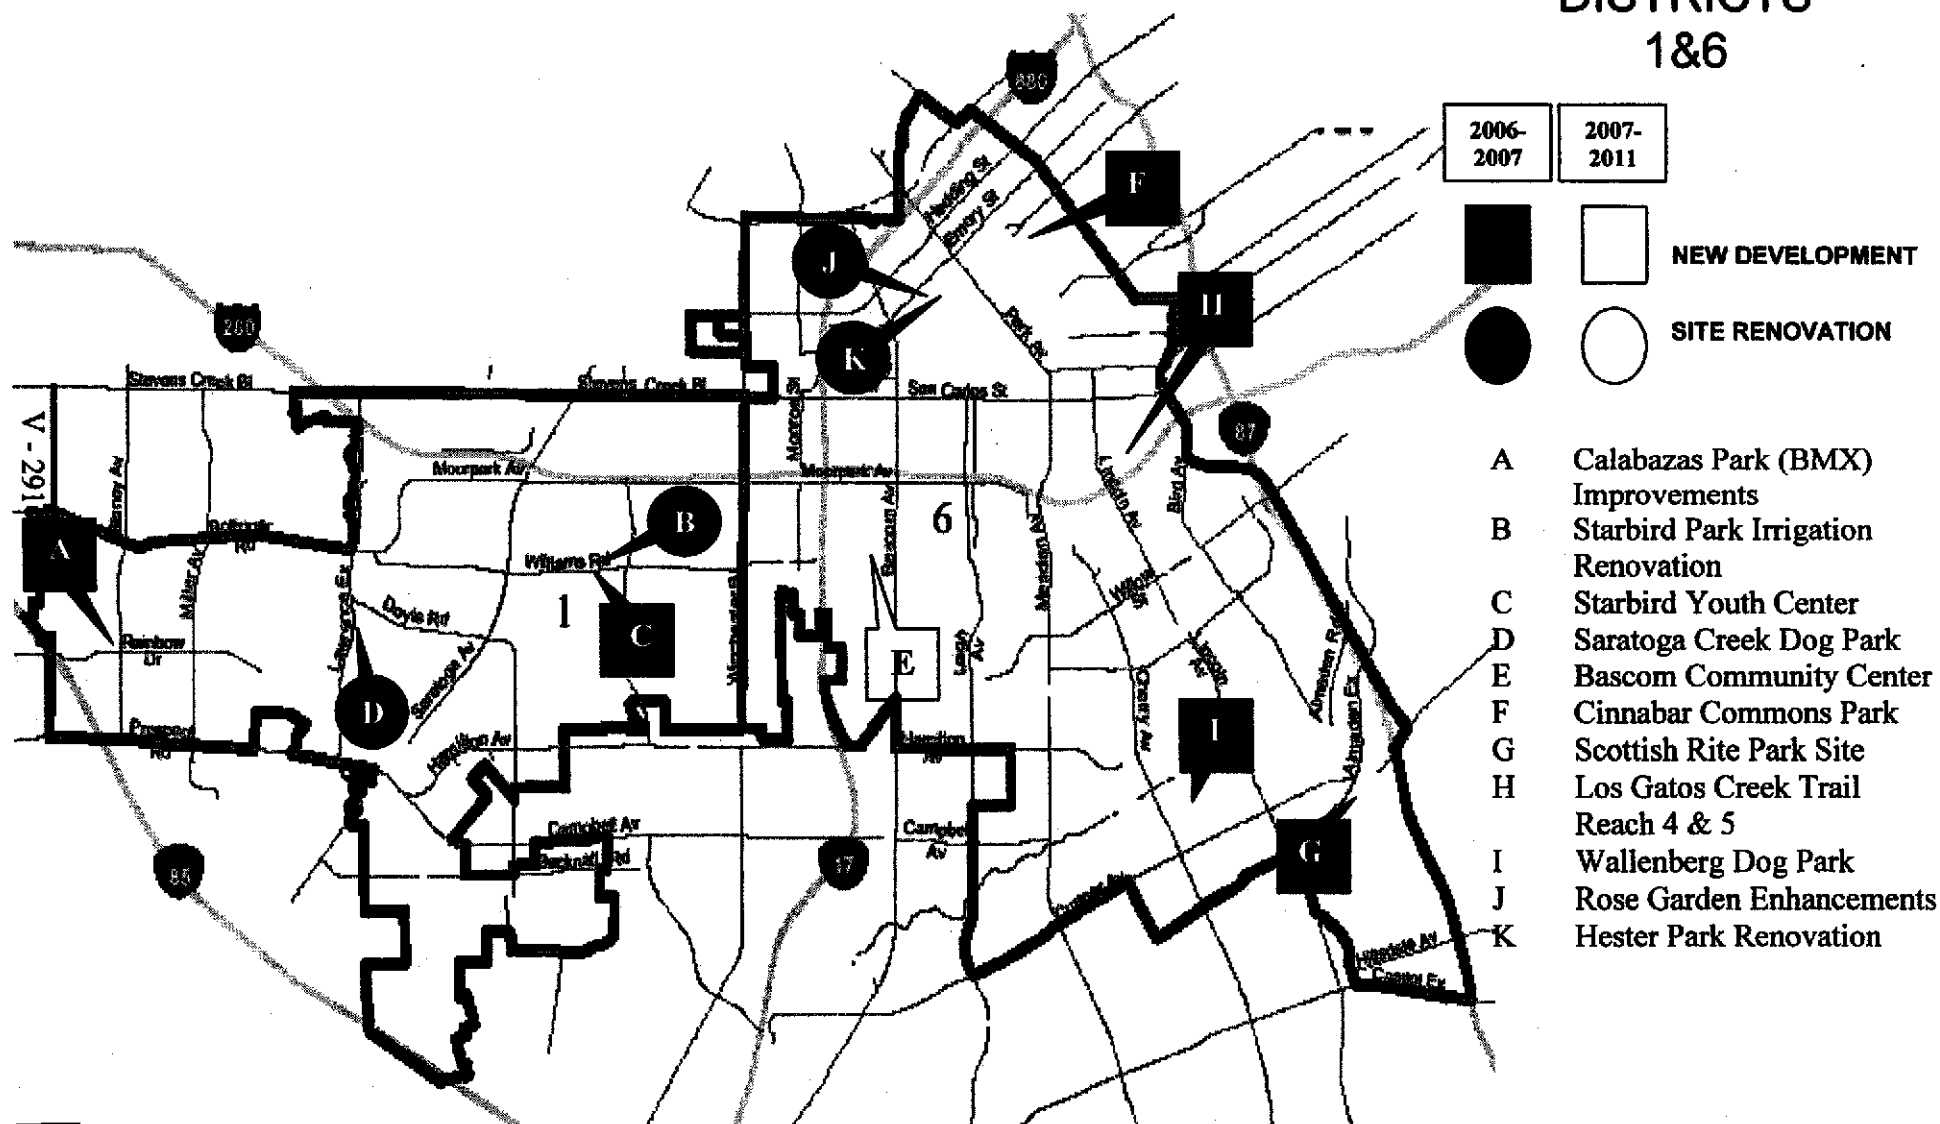 DISTRICTS
1&6
2006-
2007
2007-
2011
NEW DEVELOPMENT
SITE RENOVATION
A Calabazas Park (BMX)
Improvements
B Starbird Park Irrigation
Renovation
C Starbird Youth Center
D Saratoga Creek Dog Park
E Bascom Community Center
F Cinnabar Commons Park
G Scottish Rite Park Site
H Los Gatos Creek Trail
Reach 4 & 5
I Wallenberg Dog Park
J Rose Garden Enhancements
K Hester Park Renovation
880
F
Hedding St
Emory St
J
H
280
K
Park Av
Stevens Creek Bl
Stevens Creek Bl
San Carlos St
Monroe St
87
V - 291
Moorpark Av
Moorpark Av
Lincoln Av
Bird Av
B
6
Bascom Av
Meridian Av
A
Bollinger
Rd
Miller Av
Williams Rd
Willow
St
Lawrence Ex
Doyle Rd
1
C
Winchester Bl
E
Leigh
Av
Lincoln
Av
Rainbow
Dr
Saratoga Av
Cherry Av
Almaden Rd
Almaden Ex
D
I
Prospect
Rd
Hamilton Av
Hamilton
Av
Campbell Av
Campbell
Av
Bucknall Rd
85
17
G
Hillsdale Av
Capitol Ex